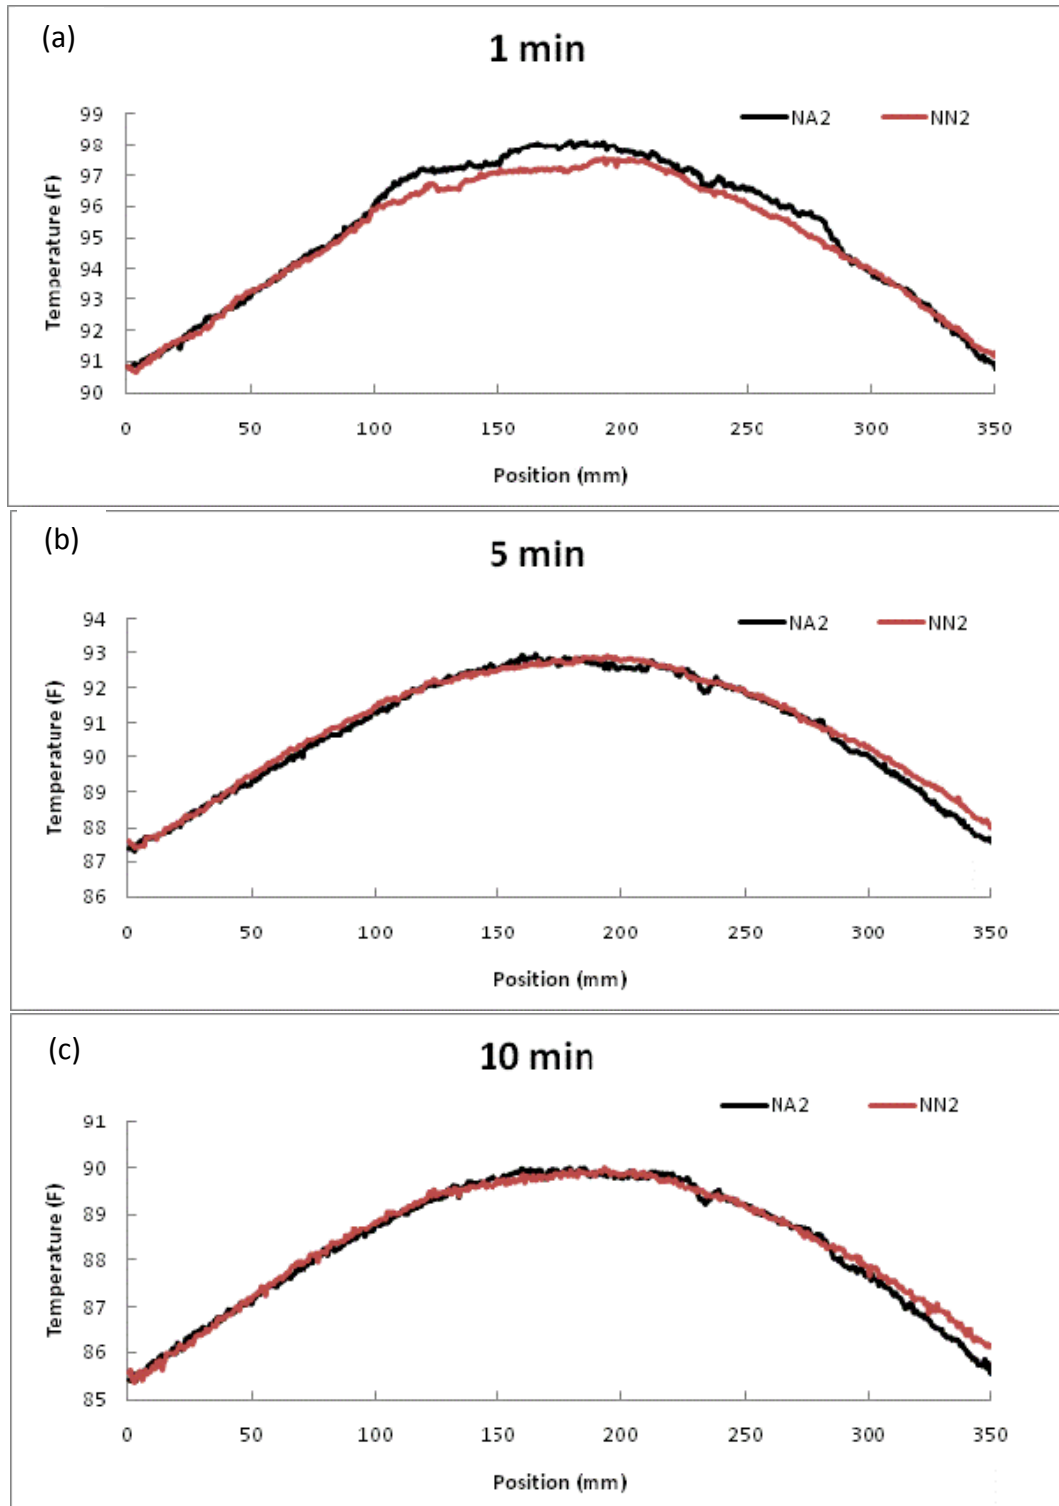 (a)
1 min
NA2 NN2
99
98
97
96
95
94
93
92
91
90
Temperature (F)
0 50 100 150 200 250 300 350
Position (mm)
(b)
5 min
NA2 NN2
94
93
92
91
90
89
88
87
86
Temperature (F)
0 50 100 150 200 250 300 350
Position (mm)
(c)
10 min
NA2 NN2
91
90
89
88
87
86
85
Temperature (F)
0 50 100 150 200 250 300 350
Position (mm)